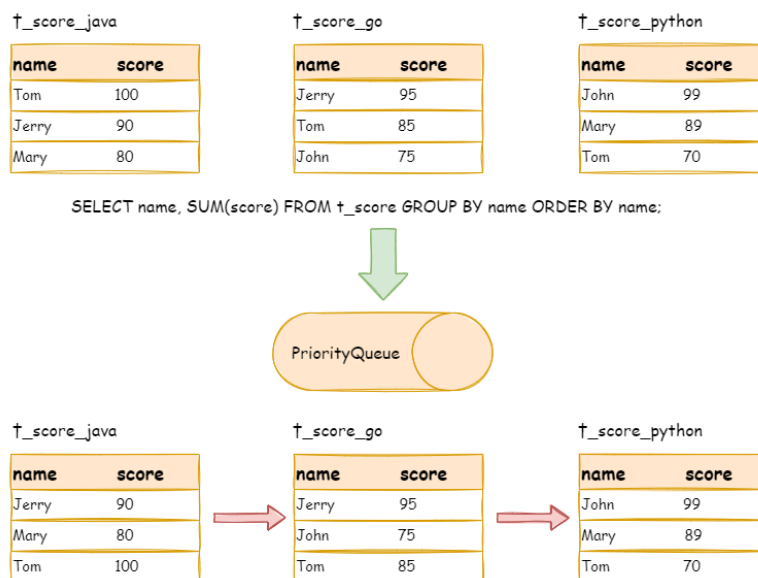 t_score_java t_score_go t_score_python
name score name score name score
Tom 100 Jerry 95 John 99
Jerry 90 Tom 85 Mary 89
Mary 80 John 75 Tom 70
SELECT name, SUM(score) FROM t_score GROUP BY name ORDER BY name;
PriorityQueue
t_score_java t_score_go t_score_python
name score name score name score
Jerry 90 Jerry 95 John 99
Mary 80 John 75 Mary 89
Tom 100 Tom 85 Tom 70